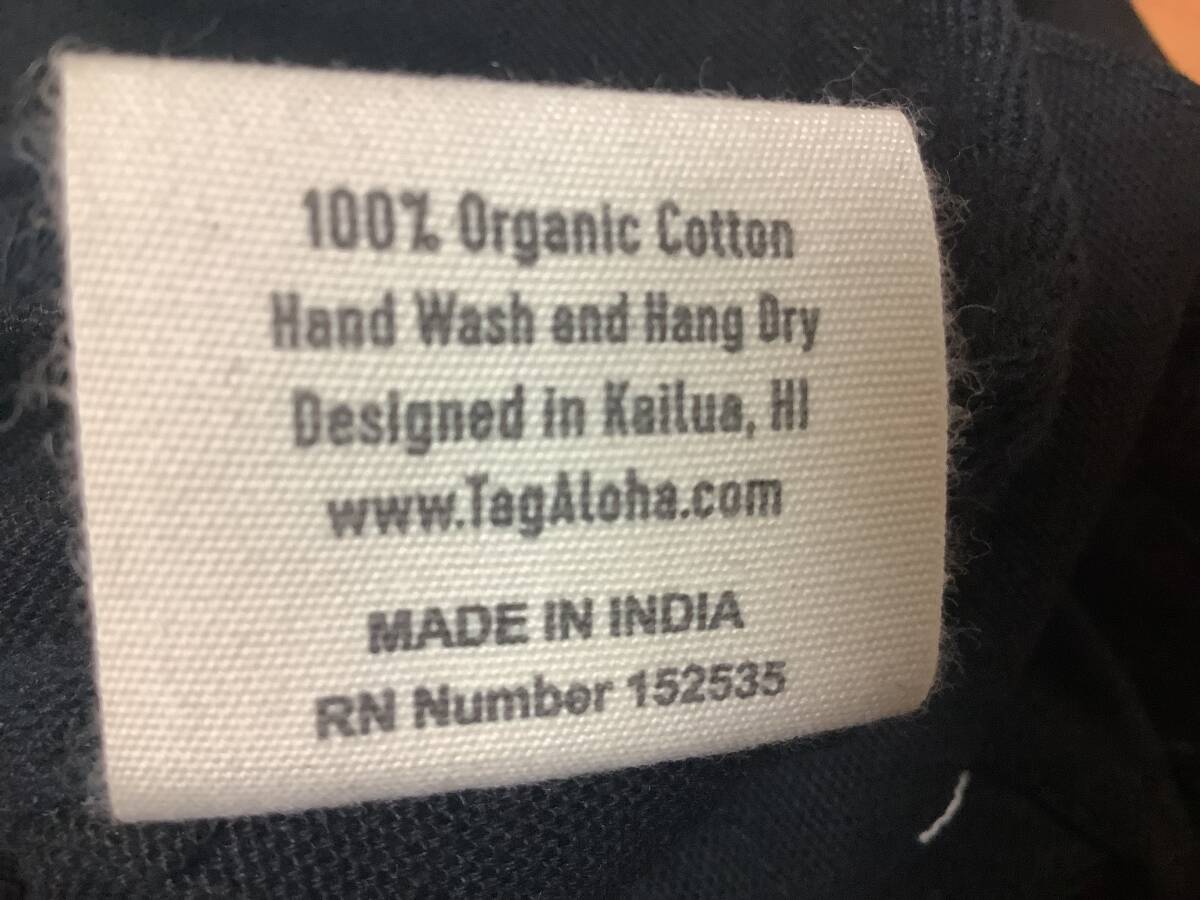 100% Organic Cotton
Hand Wash and Hang Dry
Designed in Kailua, HI
www.TagAloha.com
MADE IN INDIA
RN Number 152535